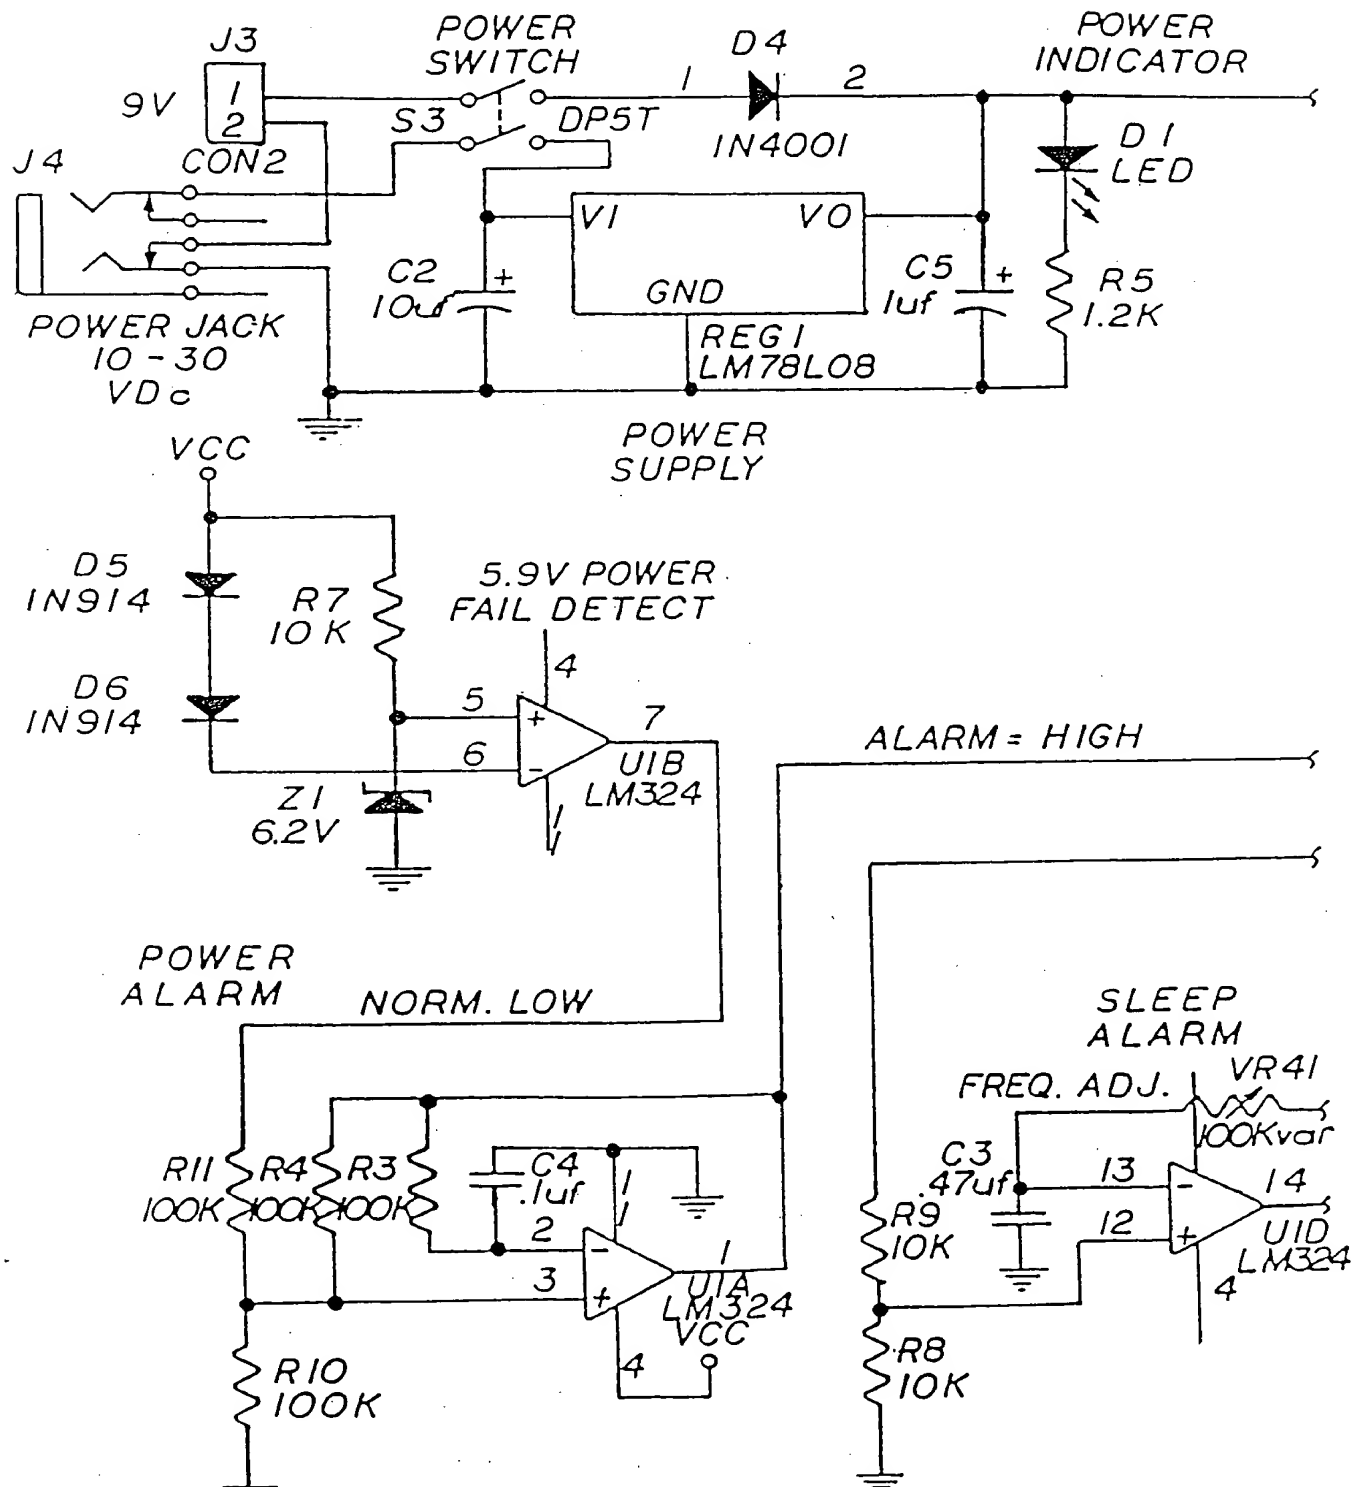 J3
9V
1
2
CON2
J4
POWER JACK
10-30
VDc
POWER
SWITCH
S3
DP5T
1
D4
2
1N4001
POWER
INDICATOR
D1
LED
VI
VO
GND
C2
10uf
+
REG1
LM78L08
C5
1uf
+
R5
1.2K
POWER
SUPPLY
VCC
D5
1N914
D6
1N914
R7
10K
5.9V POWER
FAIL DETECT
4
5
+
6
-
7
U1B
LM324
11
Z1
6.2V
ALARM = HIGH
POWER
ALARM
NORM. LOW
R11
100K
R4
100K
R3
100K
C4
.1uf
11
2
-
3
+
1
U1A
LM324
VCC
4
R10
100K
SLEEP
ALARM
FREQ. ADJ.
VR41
100Kvar
C3
.47uf
13
-
12
+
14
U1D
LM324
4
R9
10K
R8
10K